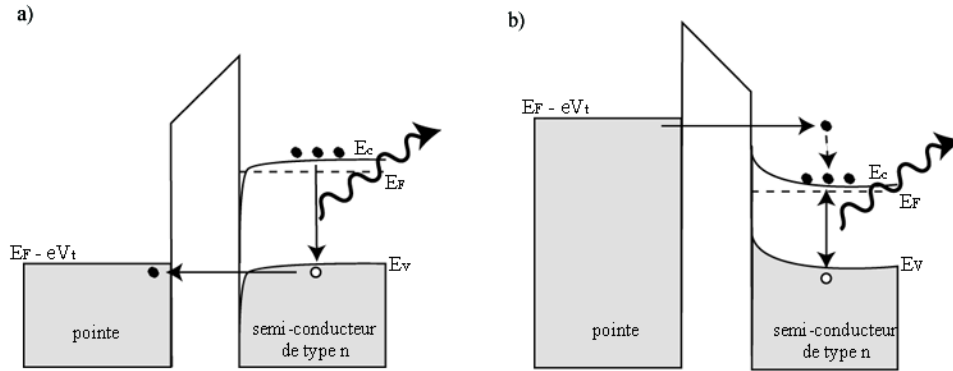 a)
Ec
EF
EF - eVt
Ev
pointe
semi-conducteur
de type n
b)
EF - eVt
Ec
EF
Ev
pointe
semi-conducteur
de type n